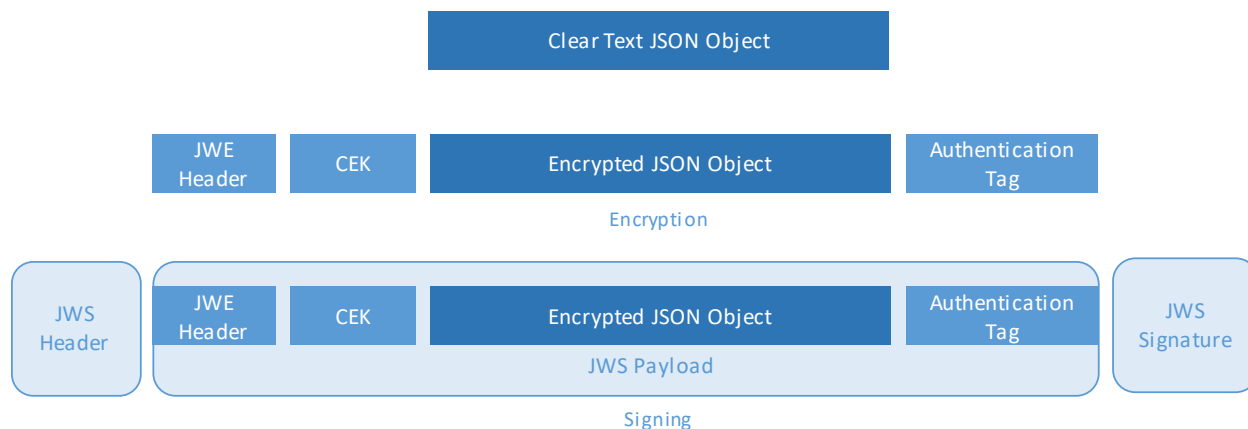 Clear Text JSON Object
JWE
Header
CEK
Encrypted JSON Object
Authentication
Tag
Encryption
JWS
Header
JWE
Header
CEK
Encrypted JSON Object
Authentication
Tag
JWS Payload
JWS
Signature
Signing